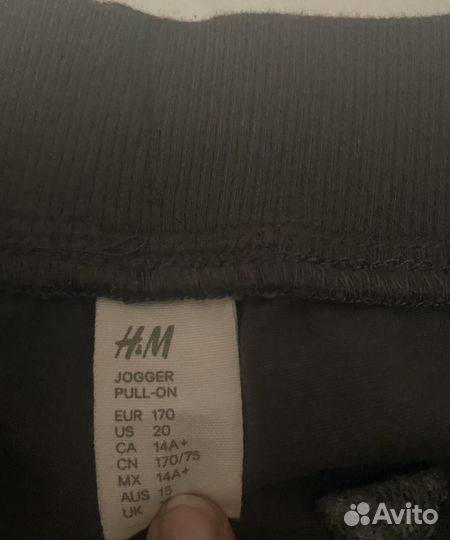 H&M
JOGGER
PULL-ON
EUR 170
US 20
CA 14A+
CN 170/75
MX 14A+
AUS 15
UK
Avito